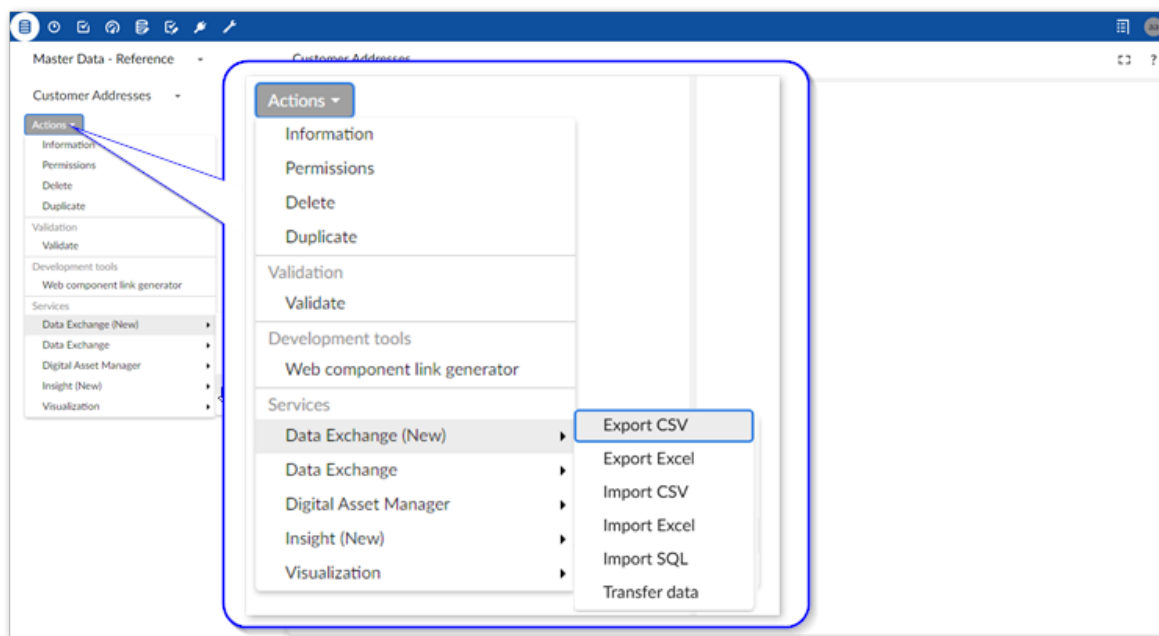 Master Data - Reference
Customer Addresses
?
Customer Addresses
Actions
Information
Permissions
Delete
Duplicate
Validation
Validate
Development tools
Web component link generator
Services
Data Exchange (New)
Data Exchange
Digital Asset Manager
Insight (New)
Visualization
Actions
Information
Permissions
Delete
Duplicate
Validation
Validate
Development tools
Web component link generator
Services
Data Exchange (New)
Data Exchange
Digital Asset Manager
Insight (New)
Visualization
Export CSV
Export Excel
Import CSV
Import Excel
Import SQL
Transfer data